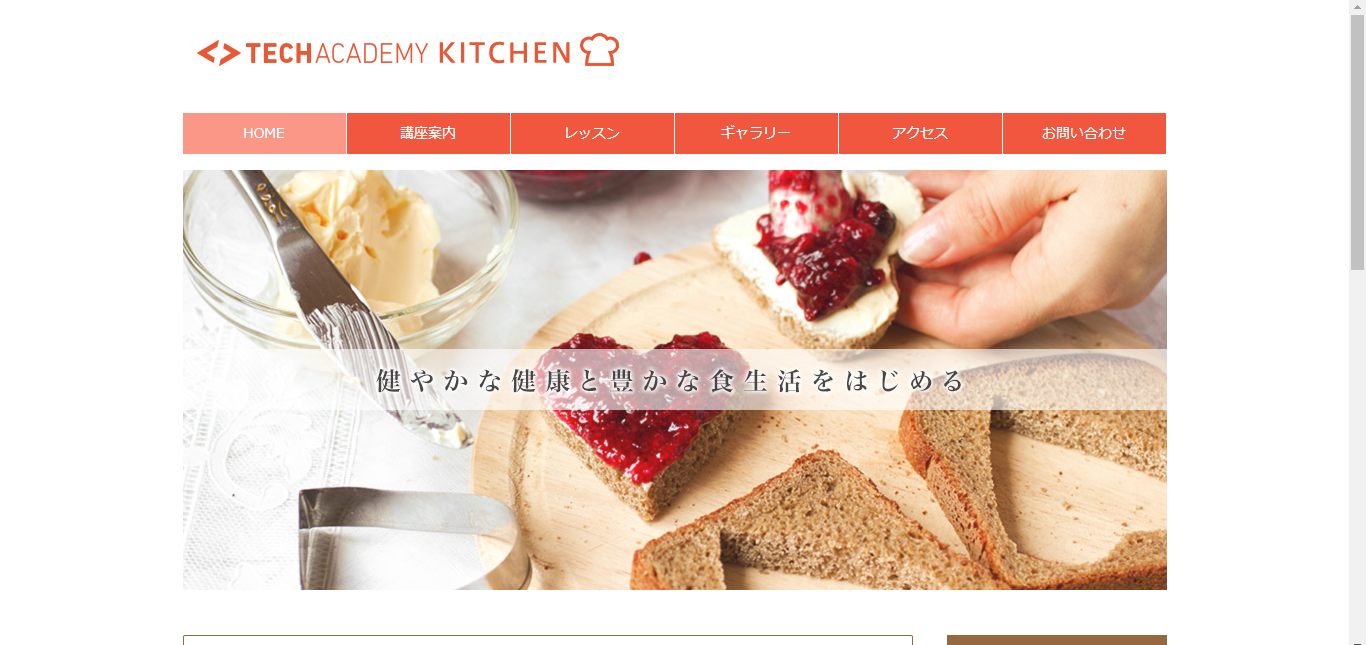 </> TECHACADEMY KITCHEN
HOME
講座案内
レッスン
ギャラリー
アクセス
お問い合わせ
健やかな健康と豊かな食生活をはじめる